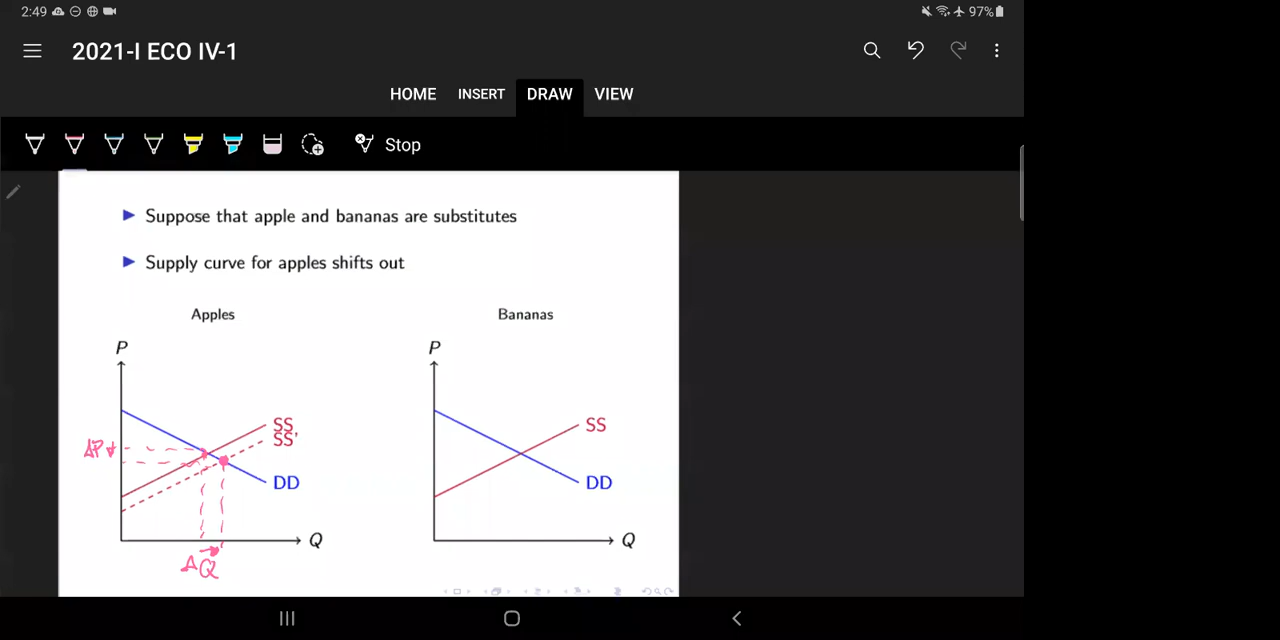 2:49
97%
2021-I ECO IV-1
HOME INSERT DRAW VIEW
Stop
Suppose that apple and bananas are substitutes
Supply curve for apples shifts out
Apples
Bananas
P
P
SS
SS'
DD
ΔP
Q
ΔQ
SS
DD
Q